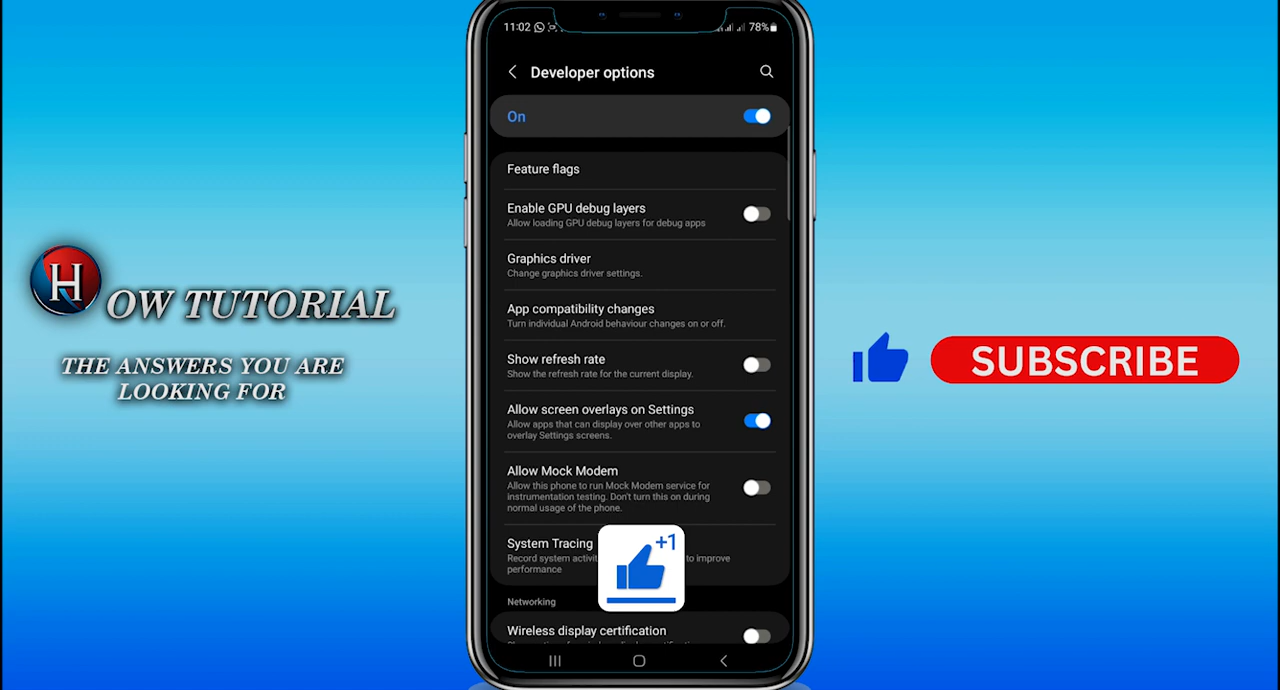 HOW TUTORIAL
THE ANSWERS YOU ARE
LOOKING FOR
11:02
78%
Developer options
On
Feature flags
Enable GPU debug layers
Allow loading GPU debug layers for debug apps
Graphics driver
Change graphics driver settings.
App compatibility changes
Turn individual Android behaviour changes on or off.
Show refresh rate
Show the refresh rate for the current display.
Allow screen overlays on Settings
Allow apps that can display over other apps to
overlay Settings screens.
Allow Mock Modem
Allow this phone to run Mock Modem service for
instrumentation testing. Don't turn this on during
normal usage of the phone.
System Tracing
Record system to improve
performance
+1
Networking
Wireless display certification
SUBSCRIBE